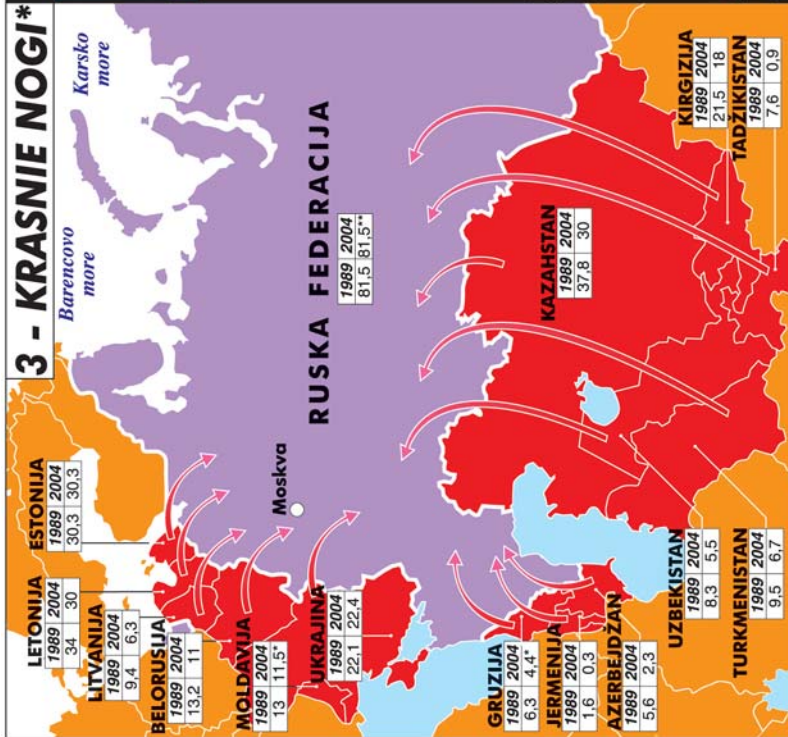 3 - KRASNIE NOGI*
Barencovo
more
Karsko
more
RUSKA FEDERACIJA
1989 2004
81,5 81,5**
Moskva
ESTONIJA
1989 2004
30,3 30,3
LETONIJA
1989 2004
34 30
LITVANIJA
1989 2004
9,4 6,3
BELORUSIJA
1989 2004
13,2 11
MOLDAVIJA
1989 2004
13 11,5*
UKRAJINA
1989 2004
22,1 22,4
GRUZIJA
1989 2004
6,3 4,4*
JERMENIJA
1989 2004
1,6 0,3
AZERBEJDŽAN
1989 2004
5,6 2,3
KAZAHSTAN
1989 2004
37,8 30
UZBEKISTAN
1989 2004
8,3 5,5
TURKMENISTAN
1989 2004
9,5 6,7
KIRGIZIJA
1989 2004
21,5 18
TADŽIKISTAN
1989 2004
7,6 0,9